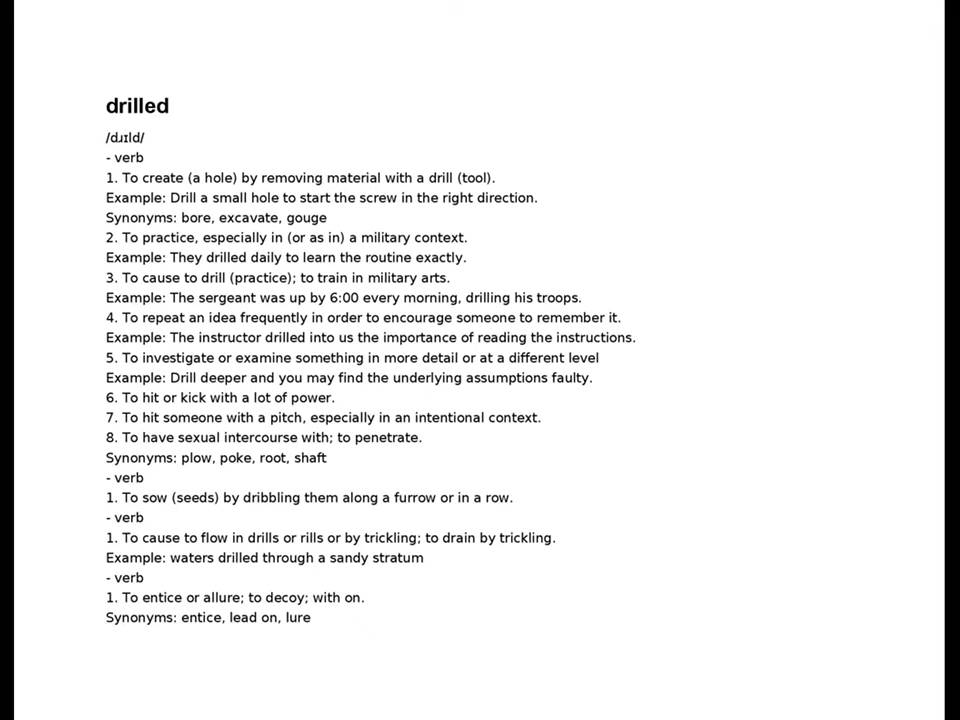 drilled
/dɹɪld/
- verb
1. To create (a hole) by removing material with a drill (tool).
Example: Drill a small hole to start the screw in the right direction.
Synonyms: bore, excavate, gouge
2. To practice, especially in (or as in) a military context.
Example: They drilled daily to learn the routine exactly.
3. To cause to drill (practice); to train in military arts.
Example: The sergeant was up by 6:00 every morning, drilling his troops.
4. To repeat an idea frequently in order to encourage someone to remember it.
Example: The instructor drilled into us the importance of reading the instructions.
5. To investigate or examine something in more detail or at a different level
Example: Drill deeper and you may find the underlying assumptions faulty.
6. To hit or kick with a lot of power.
7. To hit someone with a pitch, especially in an intentional context.
8. To have sexual intercourse with; to penetrate.
Synonyms: plow, poke, root, shaft
- verb
1. To sow (seeds) by dribbling them along a furrow or in a row.
- verb
1. To cause to flow in drills or rills or by trickling; to drain by trickling.
Example: waters drilled through a sandy stratum
- verb
1. To entice or allure; to decoy; with on.
Synonyms: entice, lead on, lure